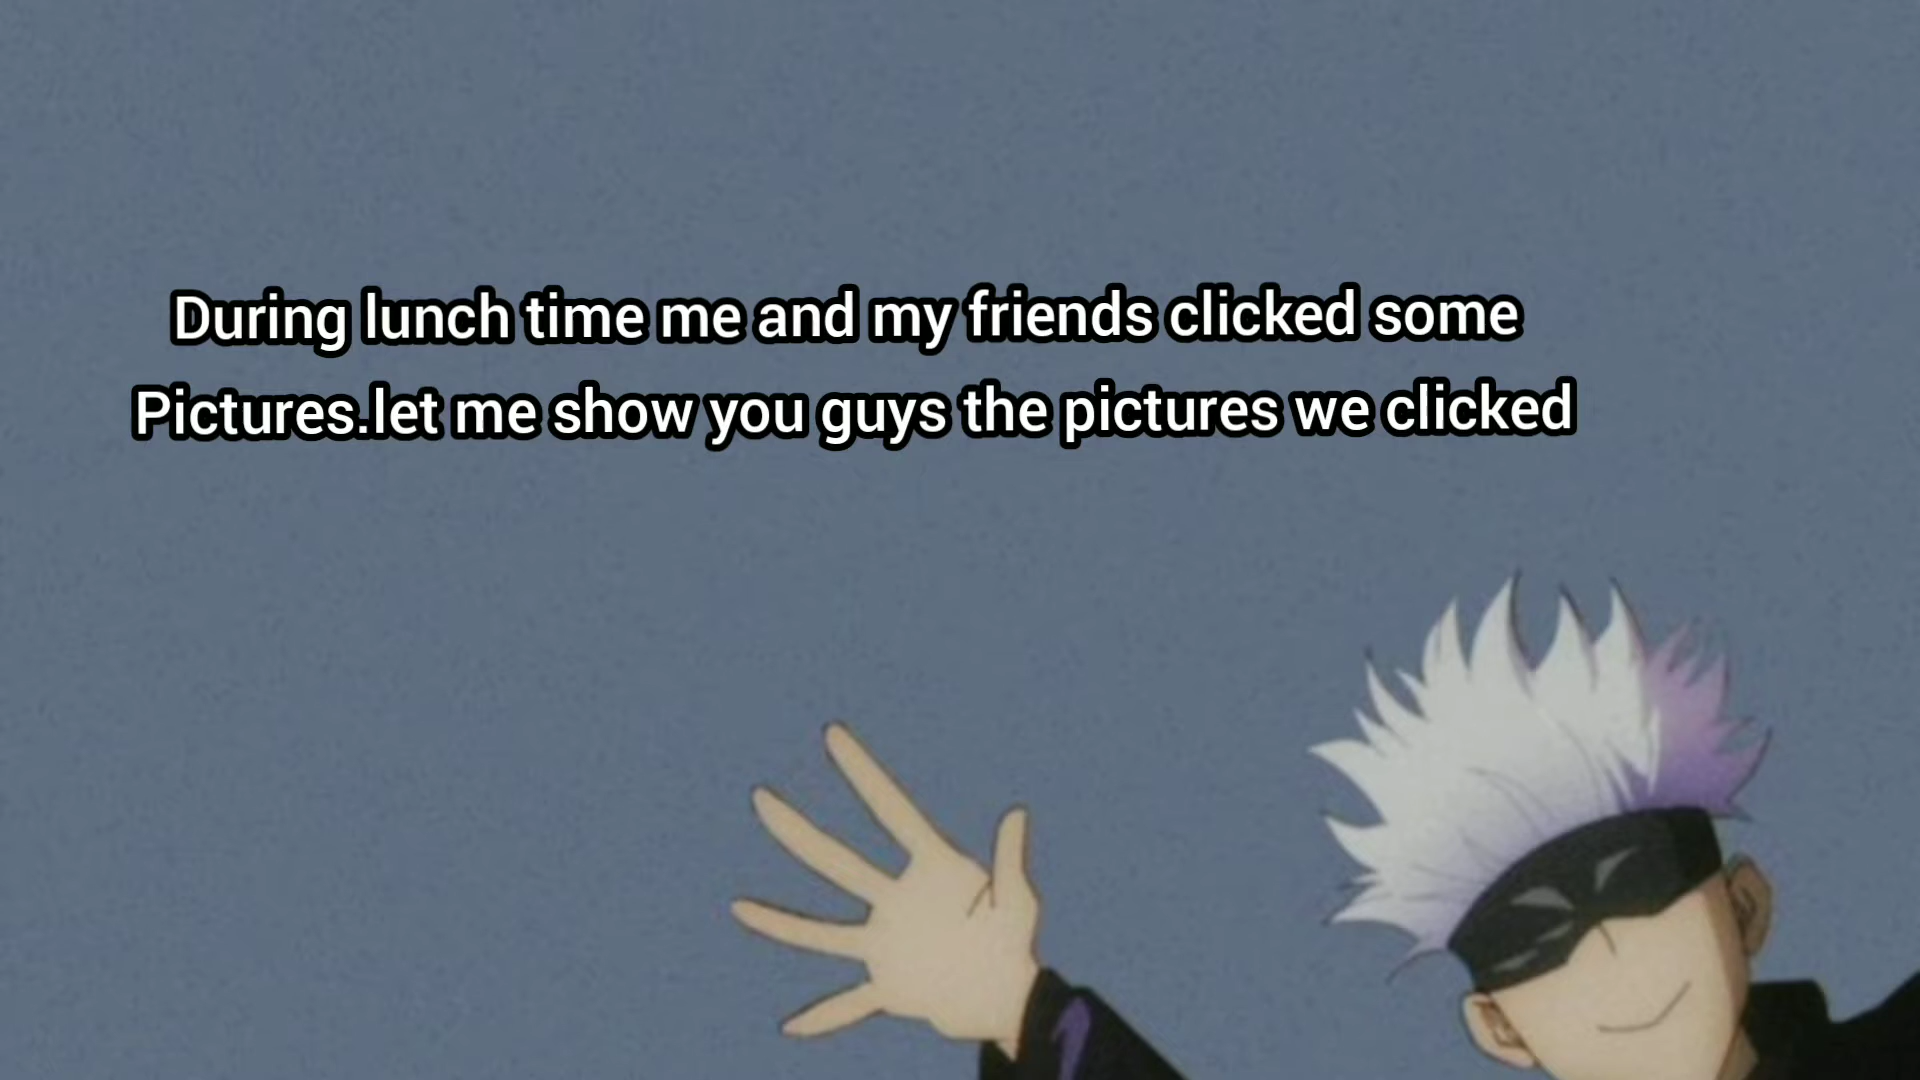 During lunch time me and my friends clicked some
Pictures.let me show you guys the pictures we clicked